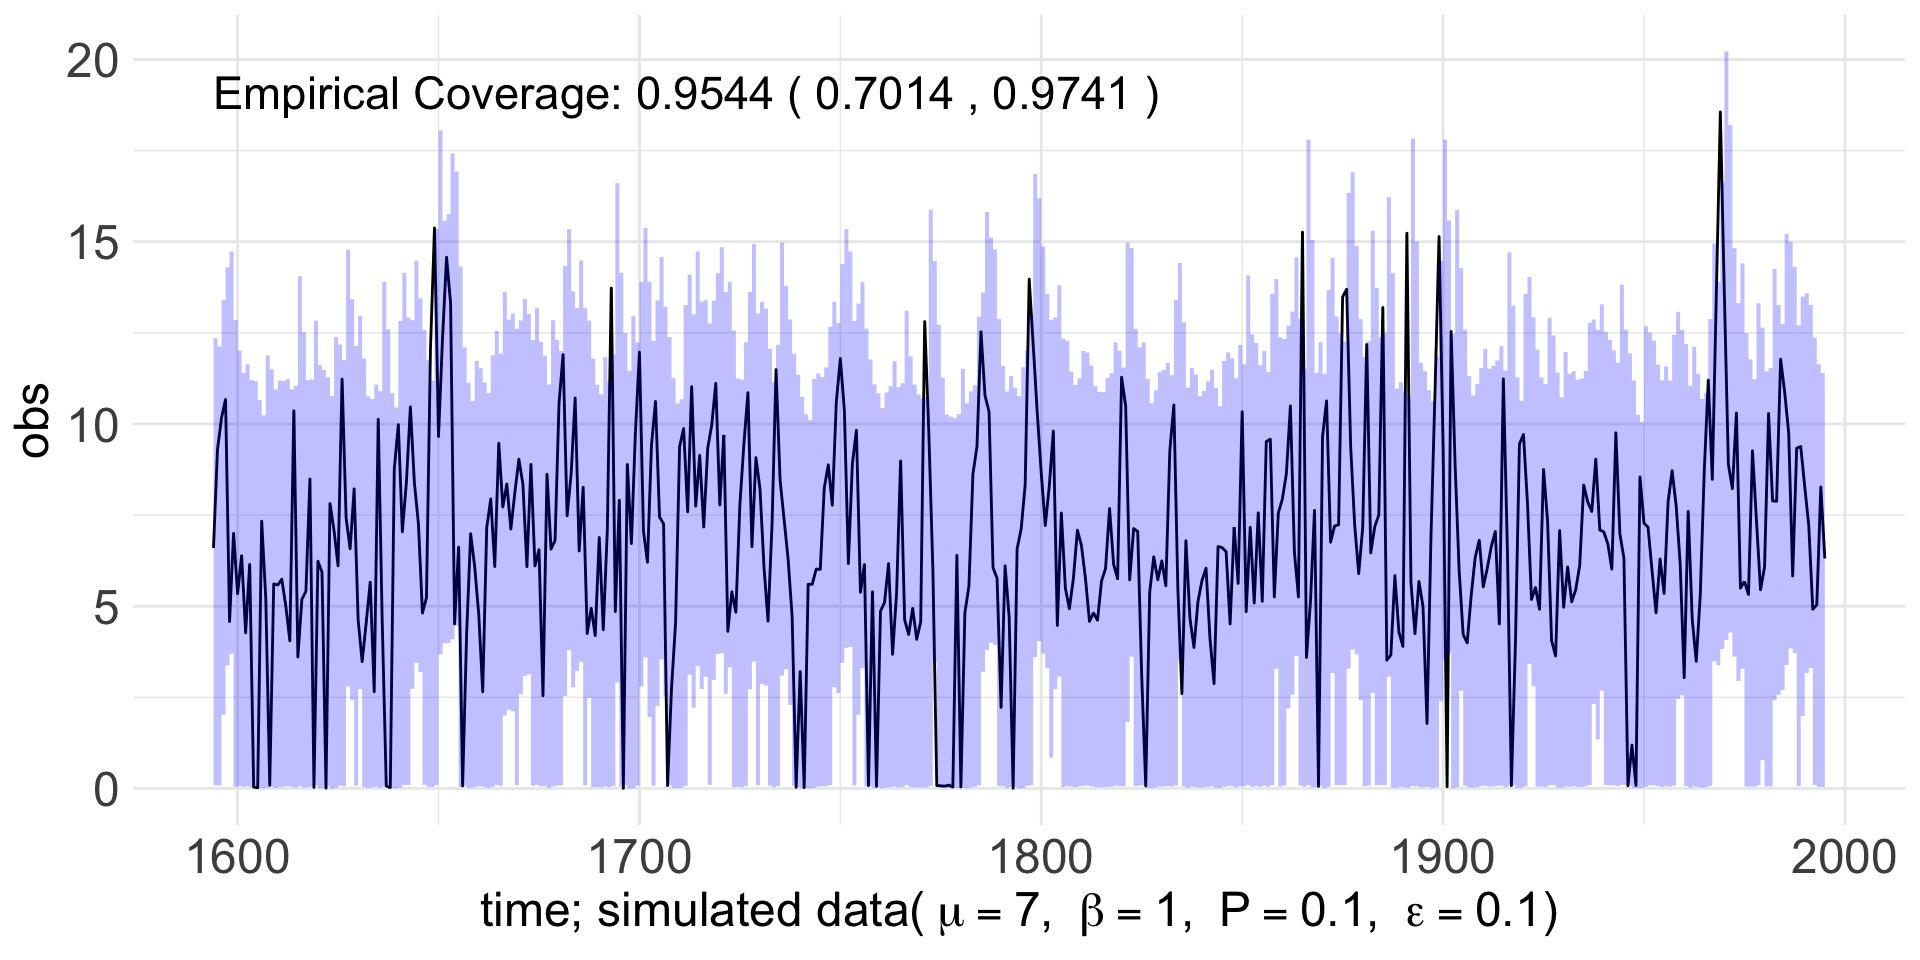 20
Empirical Coverage: 0.9544 ( 0.7014 , 0.9741 )
15
10
5
0
obs
1600 1700 1800 1900 2000
time; simulated data( μ = 7, β = 1, P = 0.1, ε = 0.1)